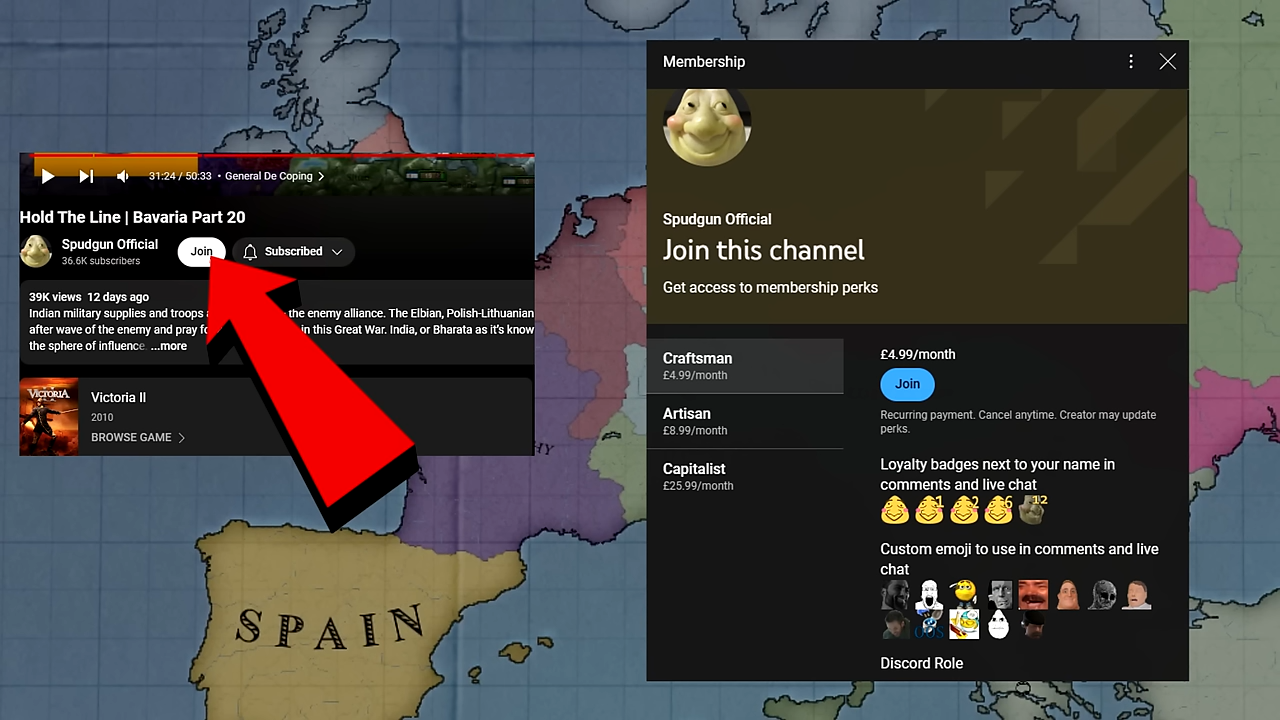 31:24 / 50:33 • General De Coping
Hold The Line | Bavaria Part 20
Spudgun Official
36.6K subscribers
Join
Subscribed
39K views 12 days ago
Indian military supplies and troops
the enemy alliance. The Elbian, Polish-Lithuanian
after wave of the enemy and pray
in this Great War. India, or Bharata as it's know
the sphere of influence. ...more
VICTORIA
Victoria II
2010
BROWSE GAME
SPAIN
Membership
Spudgun Official
Join this channel
Get access to membership perks
Craftsman
£4.99/month
Artisan
£8.99/month
Capitalist
£25.99/month
£4.99/month
Join
Recurring payment. Cancel anytime. Creator may update
perks.
Loyalty badges next to your name in
comments and live chat
1 2 6 12
Custom emoji to use in comments and live
chat
Discord Role